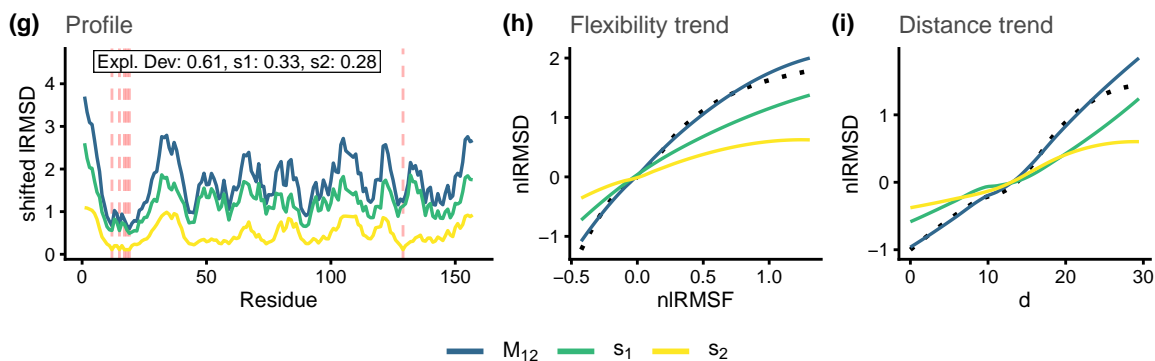 (g) Profile
Expl. Dev: 0.61, s1: 0.33, s2: 0.28
shifted lRMSD
4
3
2
1
0
0 50 100 150
Residue
(h) Flexibility trend
nlRMSD
2
1
0
−1
−0.5 0.0 0.5 1.0
nlRMSF
(i) Distance trend
nlRMSD
1
0
−1
0 10 20 30
d
M12 s1 s2